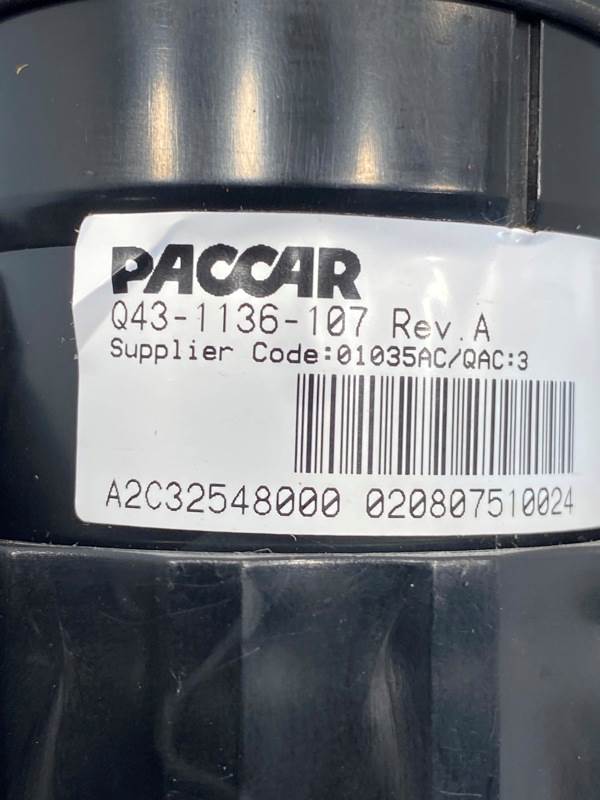 PACCAR
Q43-1136-107 Rev.A
Supplier Code:01035AC/QAC:3
A2C32548000 020807510024